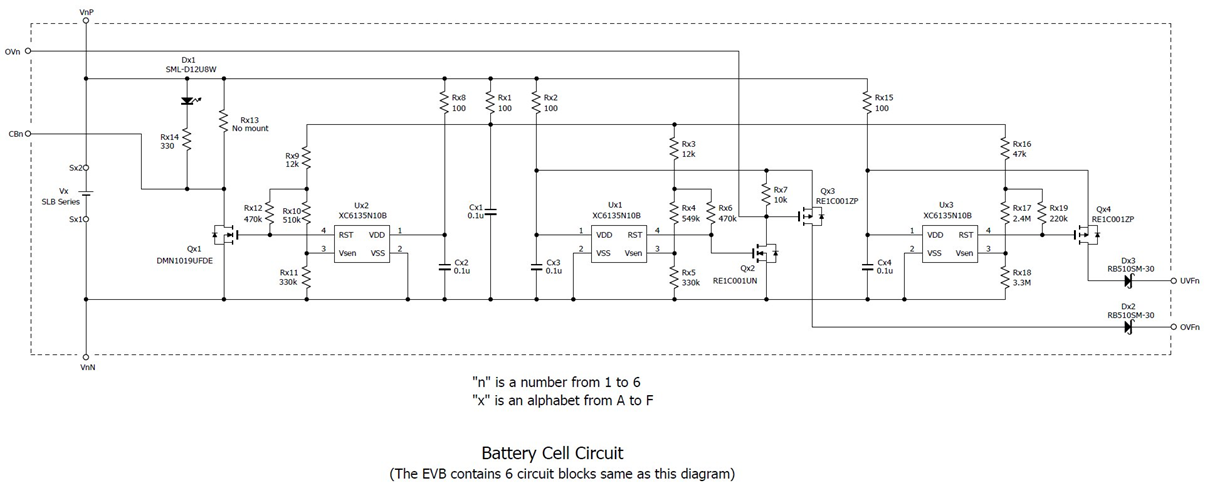 VnP
OVn
Dx1
SML-D12U8W
Rx13
No mount
Rx8
100
Rx1
100
Rx2
100
Rx15
100
CBn
Rx14
330
Rx9
12k
Rx3
12k
Rx16
47k
Sx2
Vx
SLB Series
Sx1
Rx12
470k
Rx10
510k
Ux2
XC6135N10B
4 RST VDD 1
3 Vsen VSS 2
Cx1
0.1u
Ux1
XC6135N10B
1 VDD RST 4
2 VSS Vsen 3
Rx4
549k
Rx6
470k
Rx7
10k
Qx3
RE1C001ZP
Ux3
XC6135N10B
1 VDD RST 4
2 VSS Vsen 3
Rx17
2.4M
Rx19
220k
Qx4
RE1C001ZP
Qx1
DMN1019UFDE
Rx11
330k
Cx2
0.1u
Cx3
0.1u
Rx5
330k
Qx2
RE1C001UN
Cx4
0.1u
Rx18
3.3M
Dx3
RB510SM-30
UVFn
Dx2
RB510SM-30
OVFn
VnN
"n" is a number from 1 to 6
"x" is an alphabet from A to F
Battery Cell Circuit
(The EVB contains 6 circuit blocks same as this diagram)